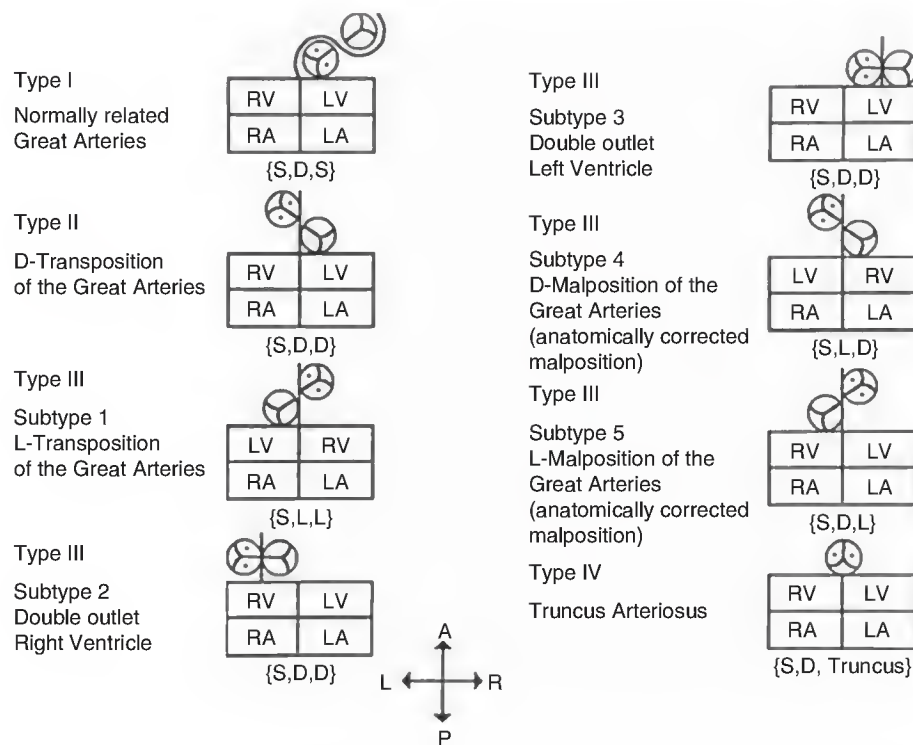 Type I
Normally related
Great Arteries
RV LV
RA LA
{S,D,S}
Type II
D-Transposition
of the Great Arteries
RV LV
RA LA
{S,D,D}
Type III
Subtype 1
L-Transposition
of the Great Arteries
LV RV
RA LA
{S,L,L}
Type III
Subtype 2
Double outlet
Right Ventricle
RV LV
RA LA
{S,D,D}
A
L R
P
Type III
Subtype 3
Double outlet
Left Ventricle
RV LV
RA LA
{S,D,D}
Type III
Subtype 4
D-Malposition of the
Great Arteries
(anatomically corrected
malposition)
LV RV
RA LA
{S,L,D}
Type III
Subtype 5
L-Malposition of the
Great Arteries
(anatomically corrected
malposition)
RV LV
RA LA
{S,D,L}
Type IV
Truncus Arteriosus
RV LV
RA LA
{S,D, Truncus}